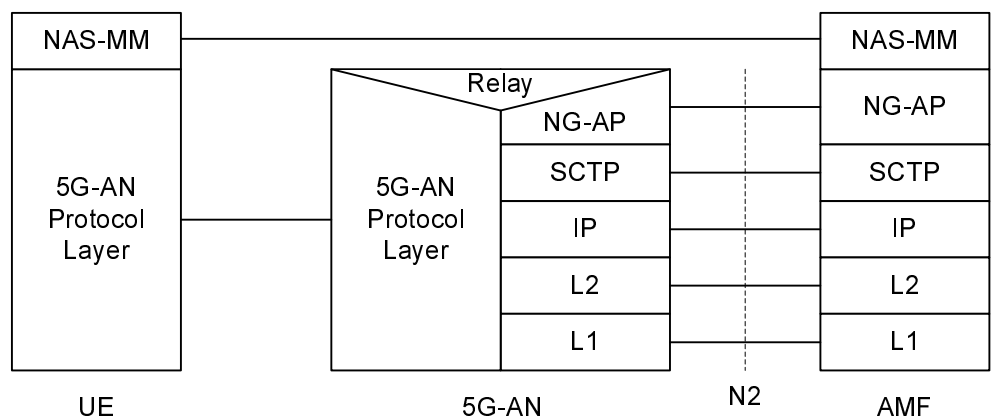 NAS-MM
NAS-MM
Relay
NG-AP
NG-AP
5G-AN
Protocol
Layer
5G-AN
Protocol
Layer
SCTP
SCTP
IP
IP
L2
L2
L1
L1
UE
5G-AN
N2
AMF